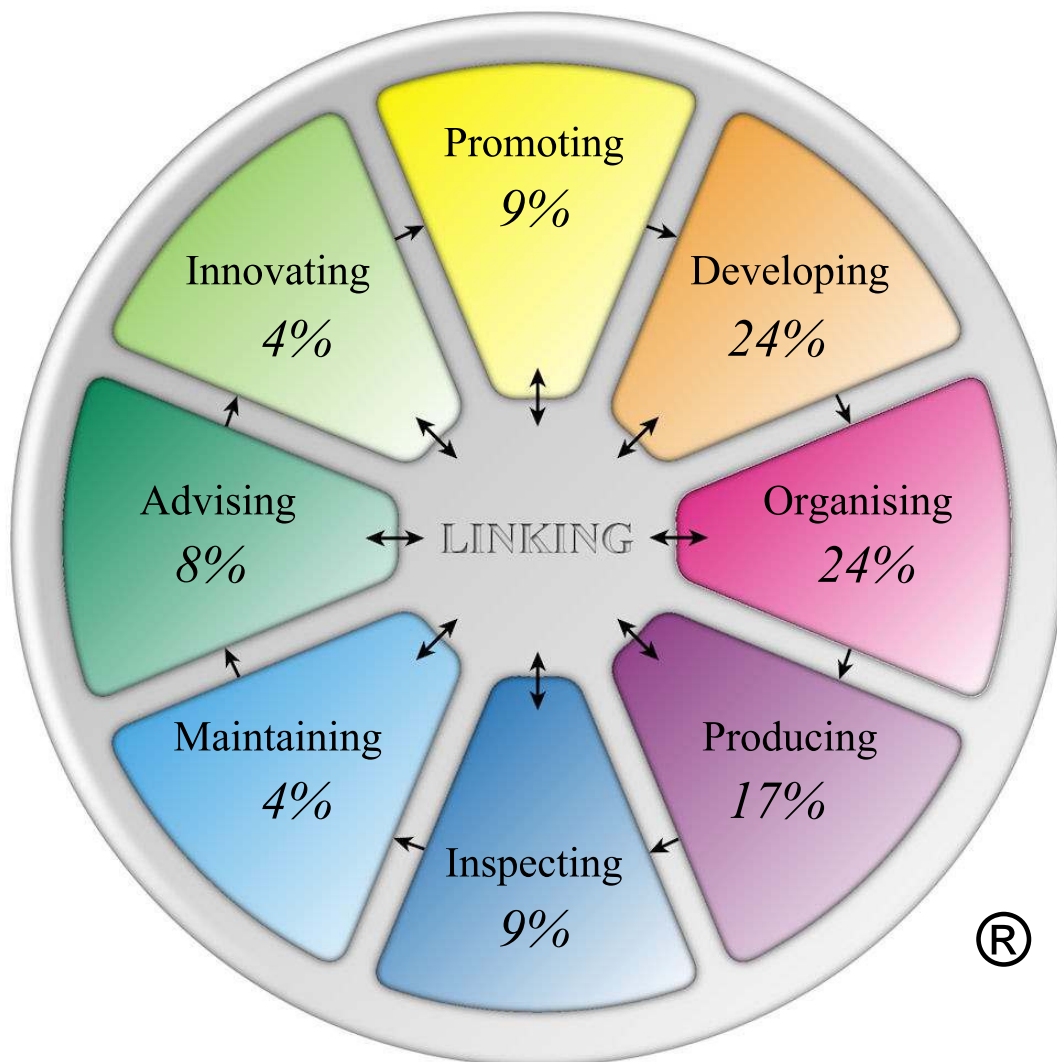 Promoting
9%
Developing
24%
Organising
24%
Producing
17%
Inspecting
9%
Maintaining
4%
Advising
8%
Innovating
4%
LINKING
®